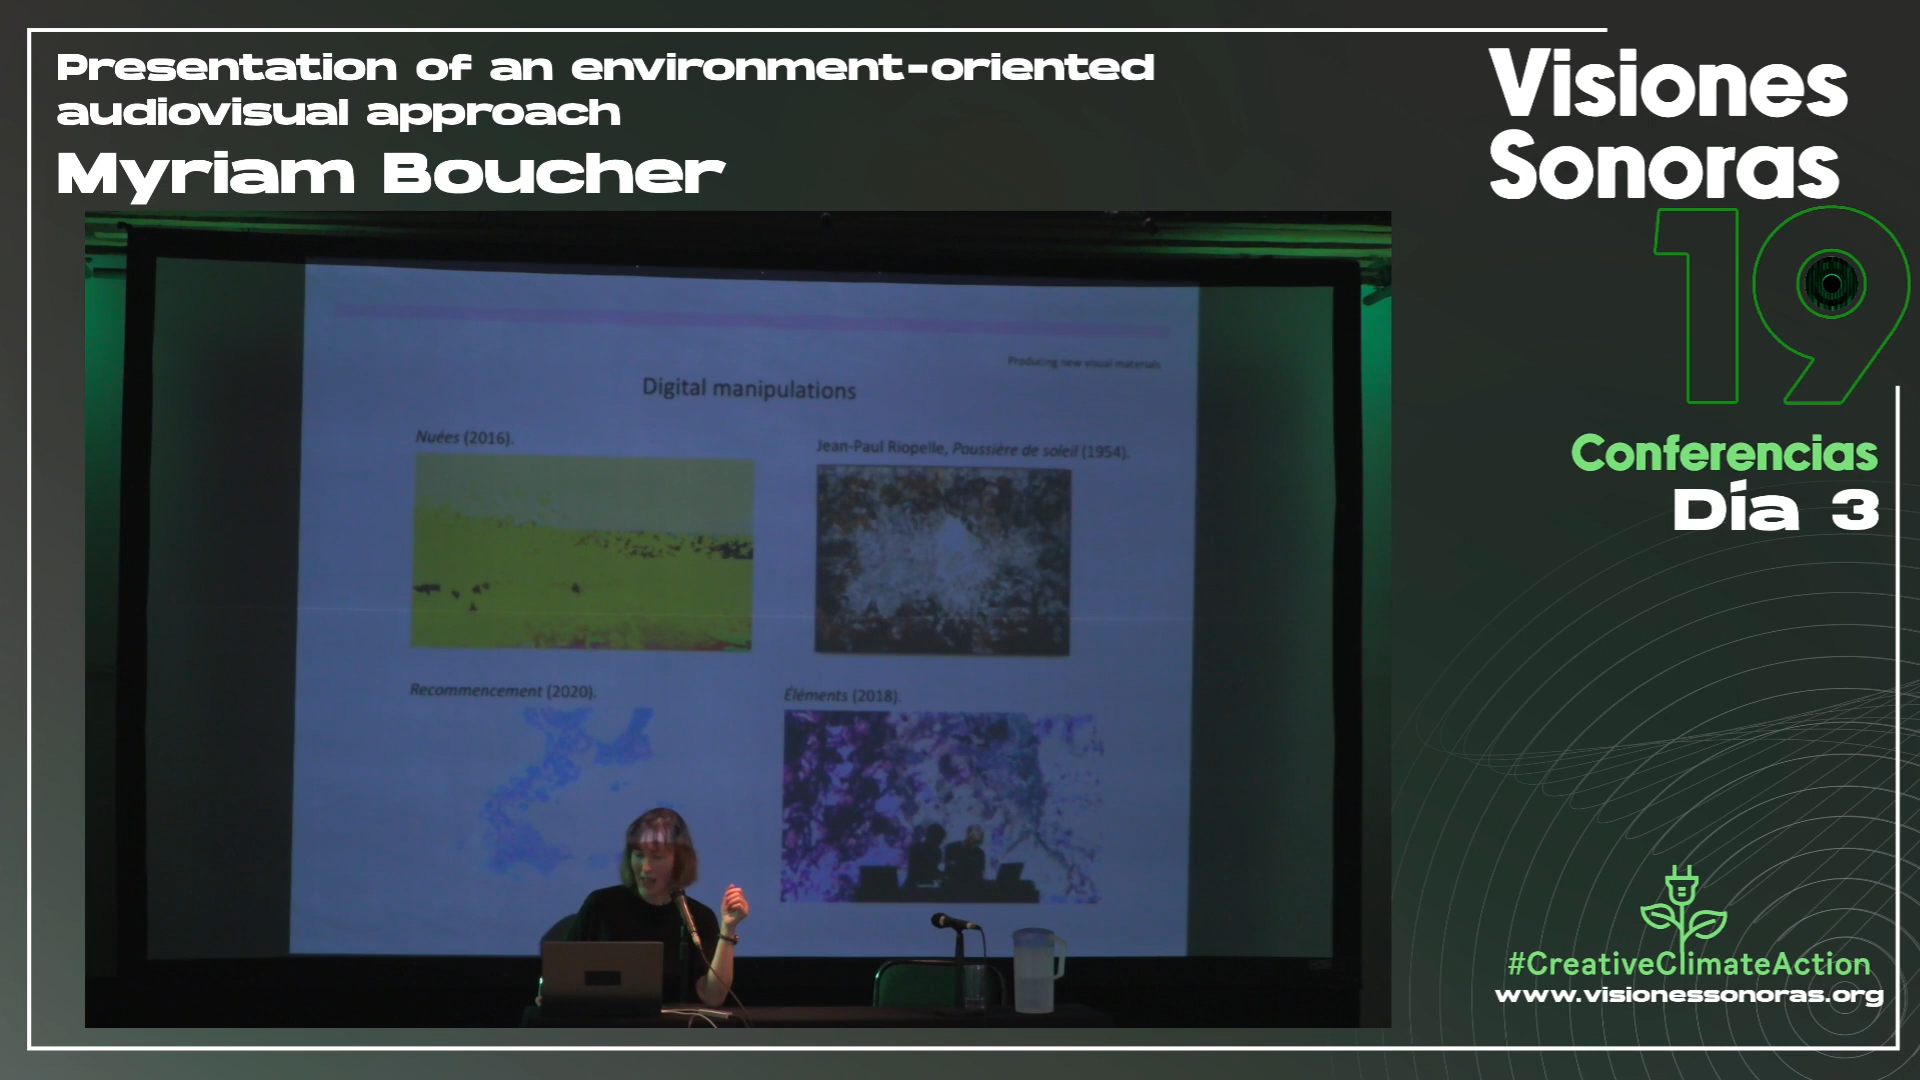 Presentation of an environment-oriented
audiovisual approach
Myriam Boucher
Visiones
Sonoras
19
Conferencias
Día 3
Producing new visual materials
Digital manipulations
Nuées (2016).
Jean-Paul Riopelle, Poussière de soleil (1954).
Recommencement (2020).
Éléments (2018).
#CreativeClimateAction
www.visionessonoras.org